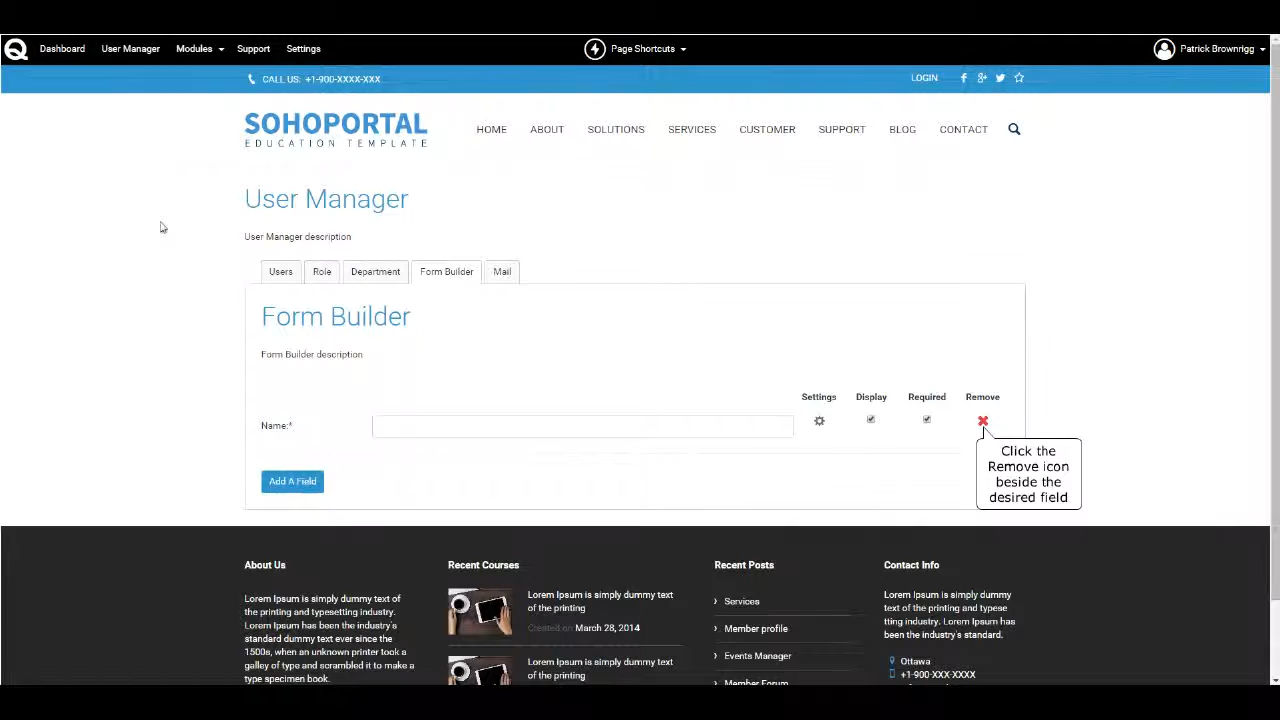 Dashboard User Manager Modules Support Settings Page Shortcuts Patrick Brownrigg
CALL US: +1-900-XXXX-XXX LOGIN
SOHOPORTAL
EDUCATION TEMPLATE
HOME ABOUT SOLUTIONS SERVICES CUSTOMER SUPPORT BLOG CONTACT
User Manager
User Manager description
Users Role Department Form Builder Mail
Form Builder
Form Builder description
Settings Display Required Remove
Name:*
Click the
Remove icon
beside the
desired field
Add A Field
About Us
Lorem Ipsum is simply dummy text of
the printing and typesetting industry.
Lorem Ipsum has been the industry's
standard dummy text ever since the
1500s, when an unknown printer took a
galley of type and scrambled it to make a
type specimen book.
Recent Courses
Lorem Ipsum is simply dummy text
of the printing
Created on March 28, 2014
Lorem Ipsum is simply dummy text
of the printing
Recent Posts
Services
Member profile
Events Manager
Member Forum
Contact Info
Lorem Ipsum is simply dummy text
of the printing and typese
tting industry. Lorem Ipsum has
been the industry's standard
Ottawa
+1-900-XXX-XXXX